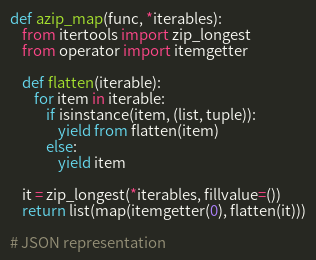 def azip_map(func, *iterables):
    from itertools import zip_longest
    from operator import itemgetter

    def flatten(iterable):
        for item in iterable:
            if isinstance(item, (list, tuple)):
                yield from flatten(item)
            else:
                yield item

    it = zip_longest(*iterables, fillvalue=())
    return list(map(itemgetter(0), flatten(it)))

# JSON representation